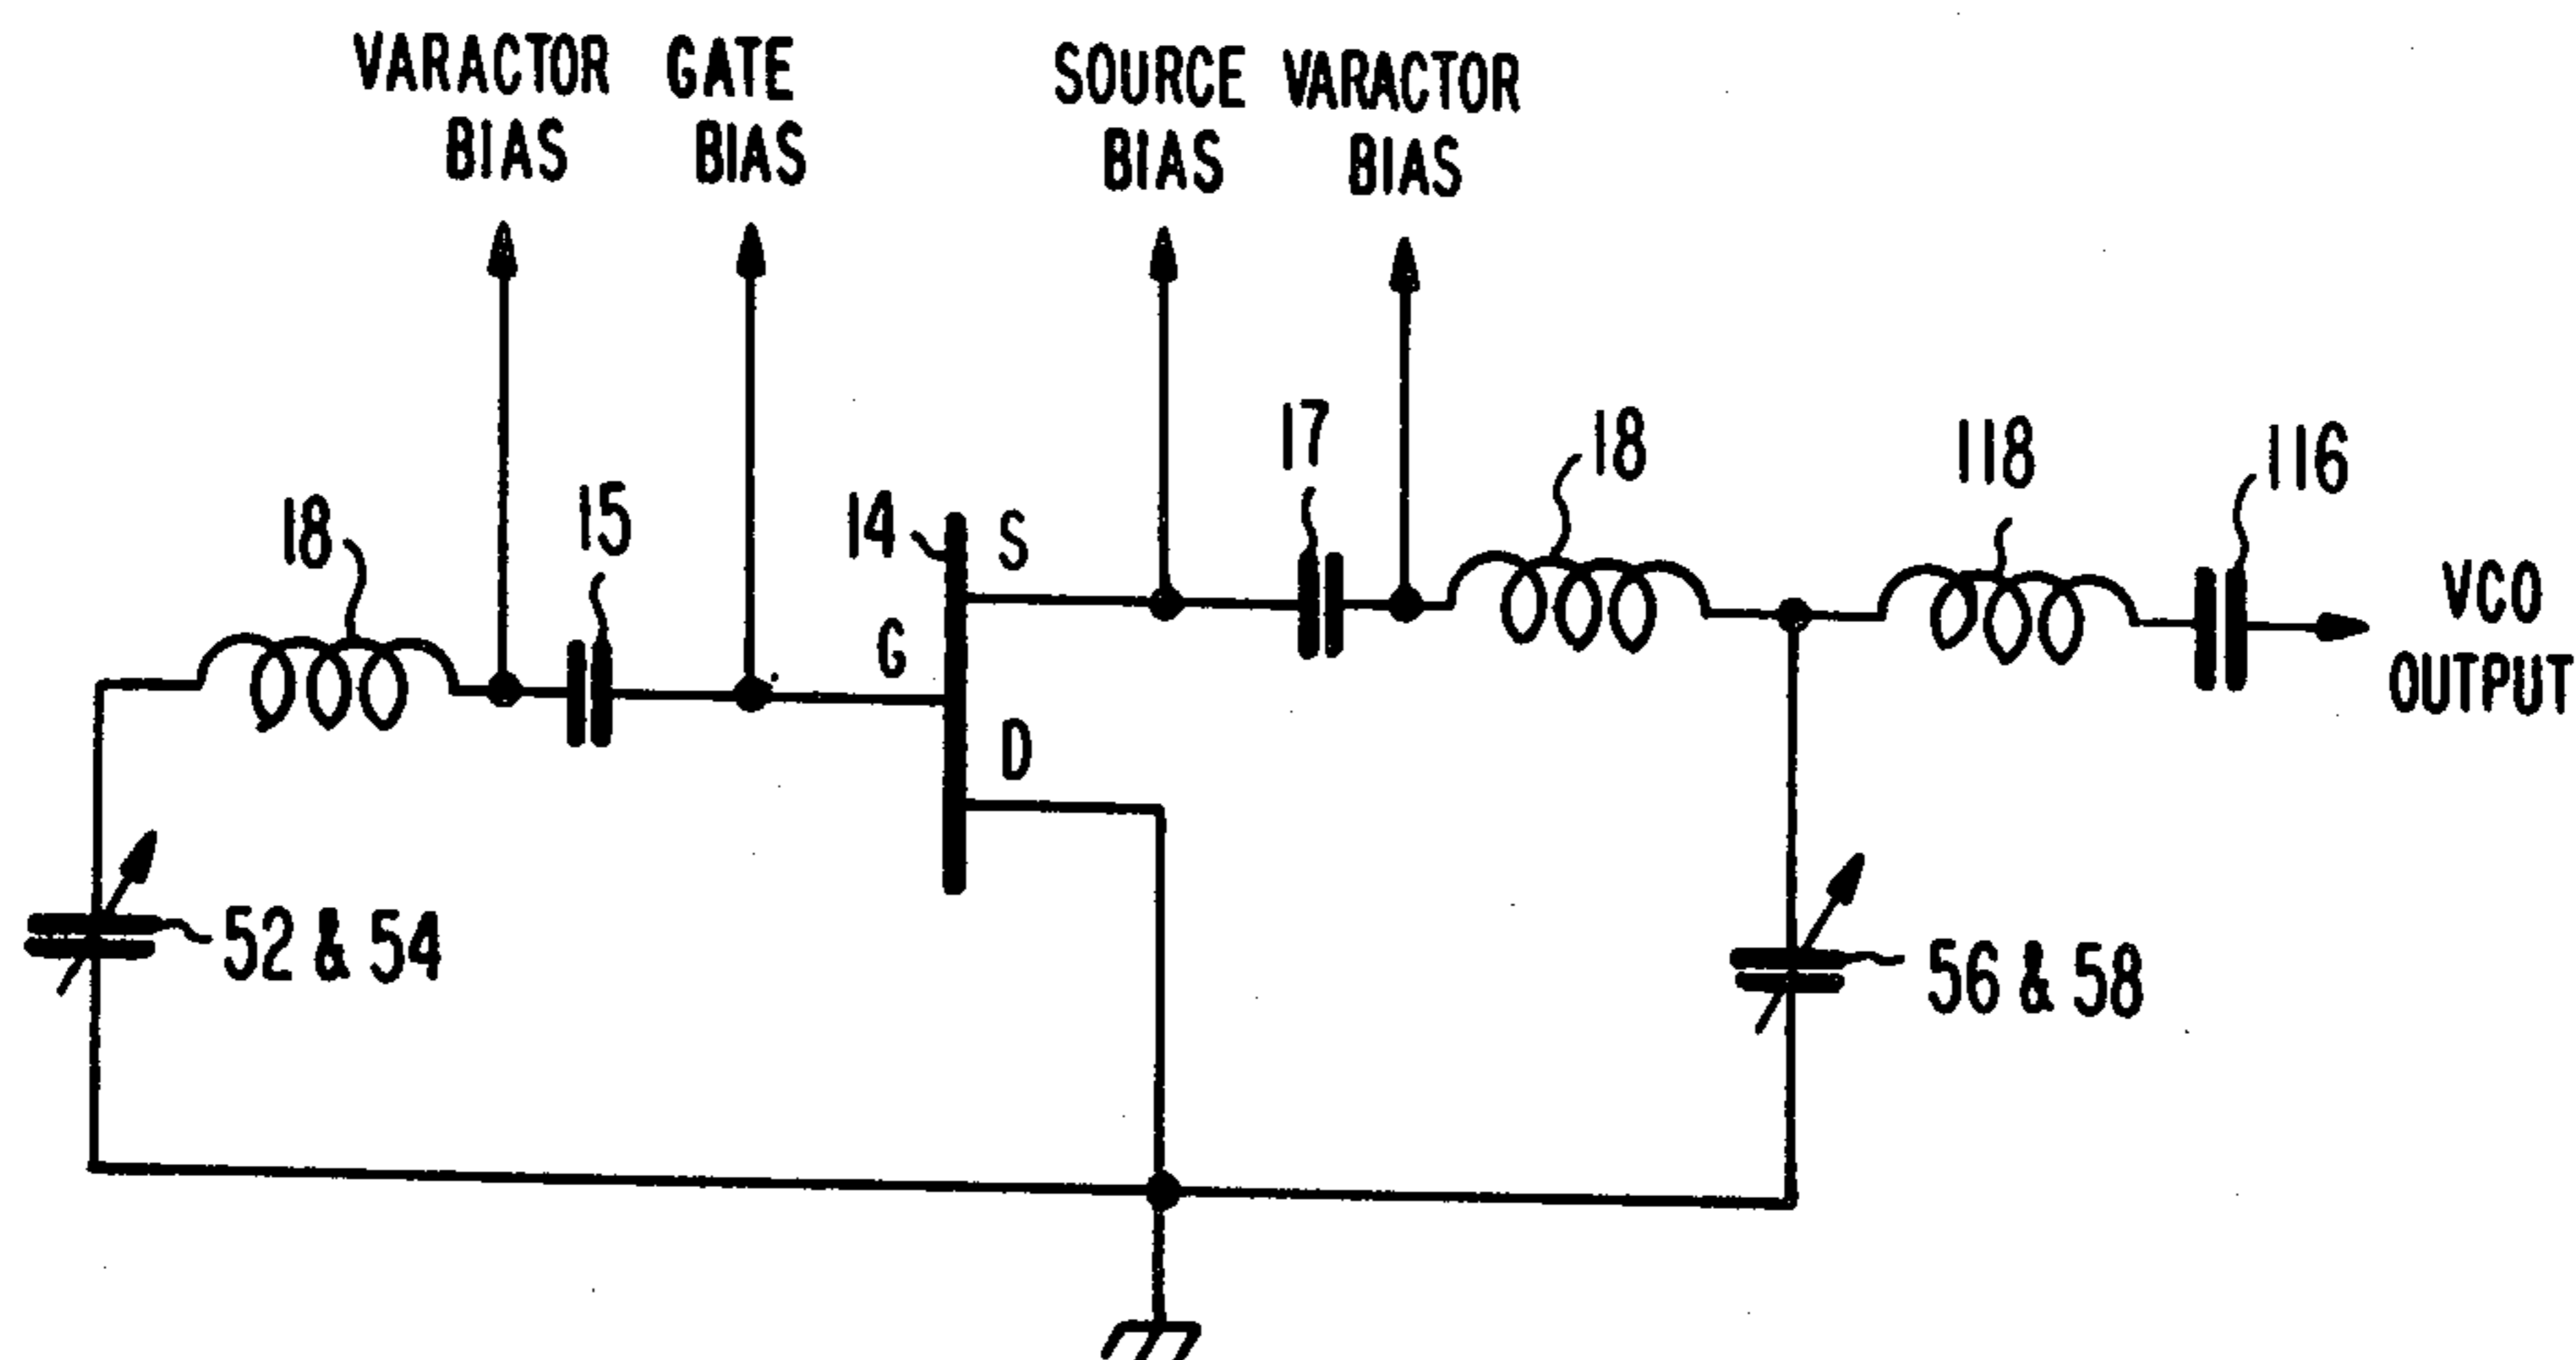 VARACTOR BIAS
GATE BIAS
SOURCE BIAS
VARACTOR BIAS
18
15
14
S
G
D
17
18
118
116
VCO OUTPUT
52 & 54
56 & 58